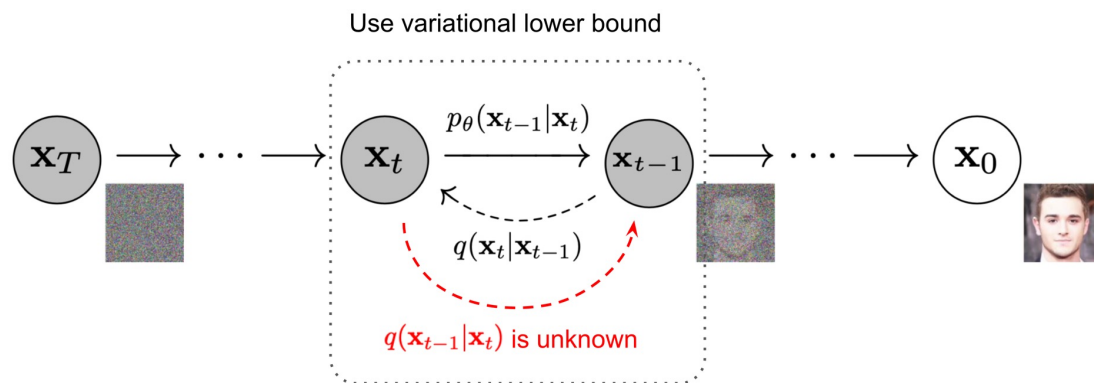 Use variational lower bound
p_θ(x_{t−1}|x_t)
x_T → ⋯ → x_t → x_{t−1} → ⋯ → x_0
q(x_t|x_{t−1})
q(x_{t−1}|x_t) is unknown